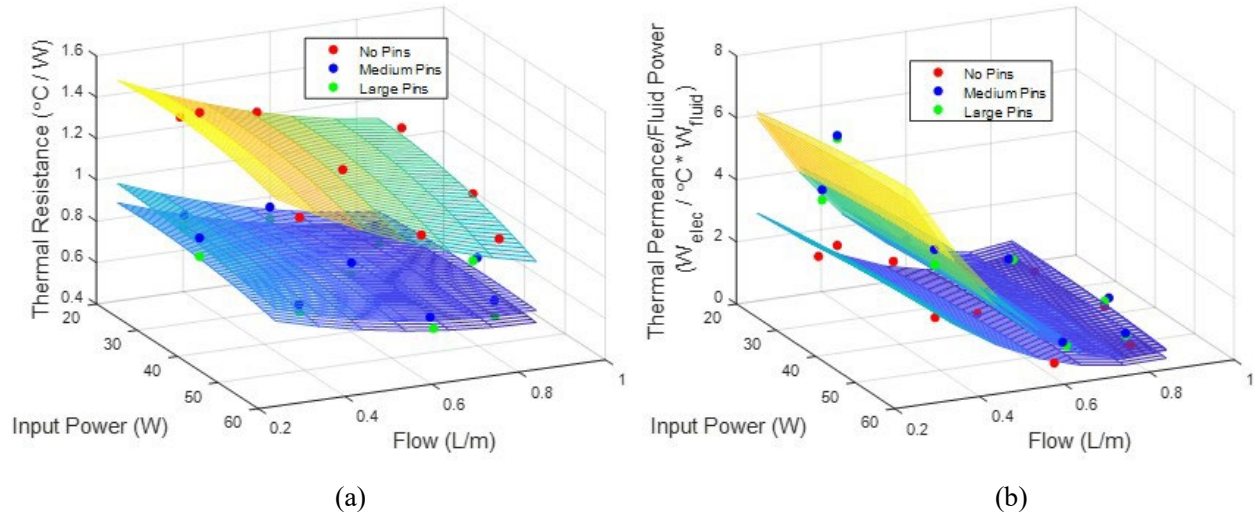 1.6
1.4
1.2
1
0.8
0.6
0.4
Thermal Resistance (°C / W)
20
30
40
50
60
Input Power (W)
0.2
0.4
0.6
0.8
1
Flow (L/m)
No Pins
Medium Pins
Large Pins
(a)
8
6
4
2
0
Thermal Permeance/Fluid Power
(W_elec / °C * W_fluid)
20
30
40
50
60
Input Power (W)
0.2
0.4
0.6
0.8
1
Flow (L/m)
No Pins
Medium Pins
Large Pins
(b)